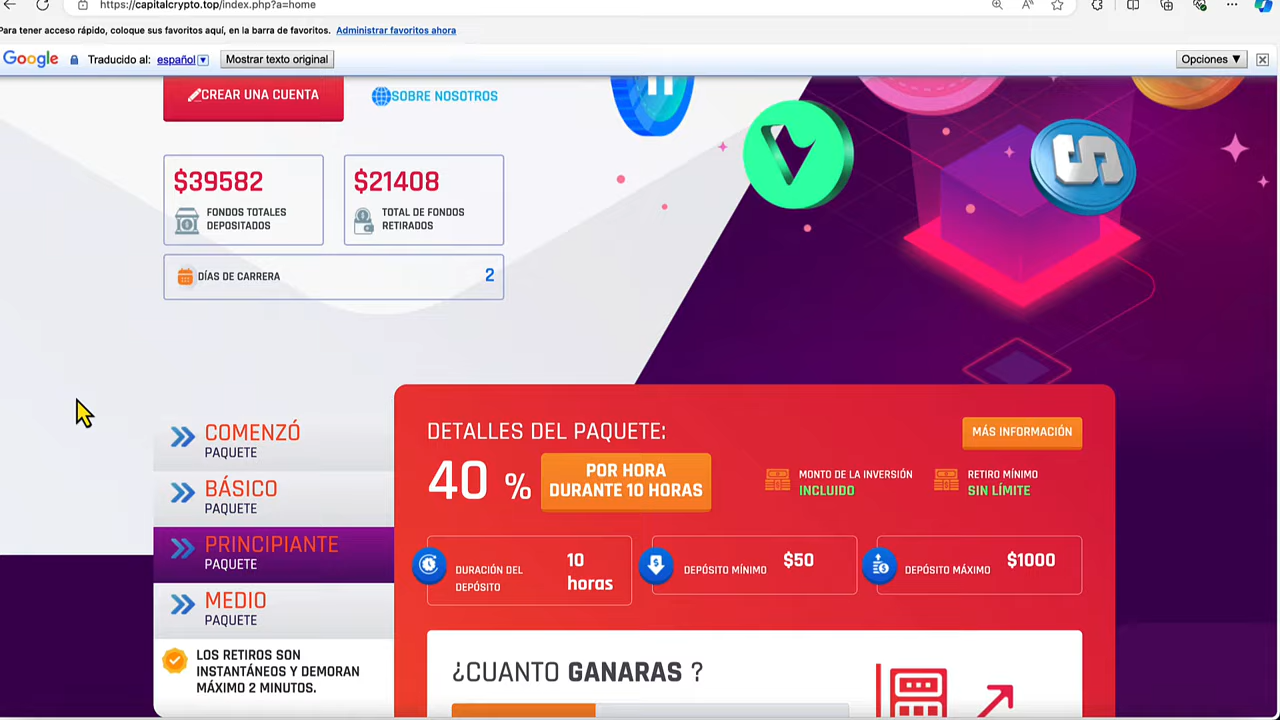 https://capitalcrypto.top/index.php?a=home
Para tener acceso rápido, coloque sus favoritos aquí, en la barra de favoritos. Administrar favoritos ahora
Google Traducido al: español Mostrar texto original Opciones ▼
CREAR UNA CUENTA
SOBRE NOSOTROS
$39582
FONDOS TOTALES
DEPOSITADOS
$21408
TOTAL DE FONDOS
RETIRADOS
DÍAS DE CARRERA 2
COMENZÓ
PAQUETE
BÁSICO
PAQUETE
PRINCIPIANTE
PAQUETE
MEDIO
PAQUETE
LOS RETIROS SON
INSTANTÁNEOS Y DEMORAN
MÁXIMO 2 MINUTOS.
DETALLES DEL PAQUETE:
MÁS INFORMACIÓN
40 %
POR HORA
DURANTE 10 HORAS
MONTO DE LA INVERSIÓN
INCLUIDO
RETIRO MÍNIMO
SIN LÍMITE
DURACIÓN DEL
DEPÓSITO
10
horas
DEPÓSITO MÍNIMO $50
DEPÓSITO MÁXIMO $1000
¿CUANTO GANARAS ?